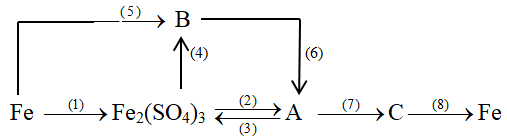 (5) B
(4) (6)
Fe (1) Fe₂(SO₄)₃ (2) A (7) C (8) Fe
(3)